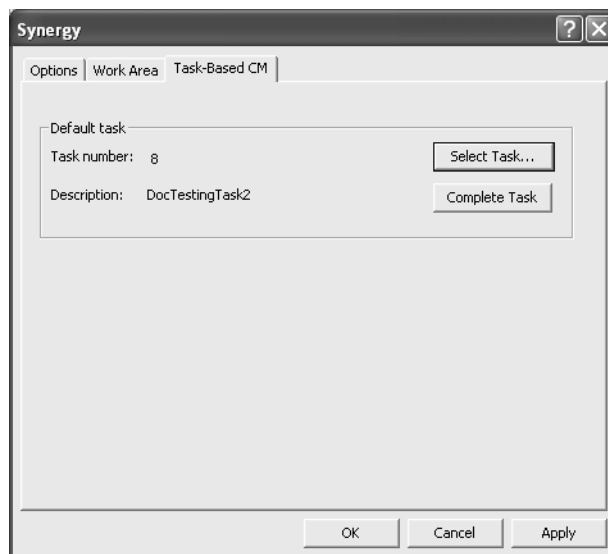 Synergy
Options Work Area Task-Based CM
Default task
Task number: 8 Select Task...
Description: DocTestingTask2 Complete Task
OK Cancel Apply